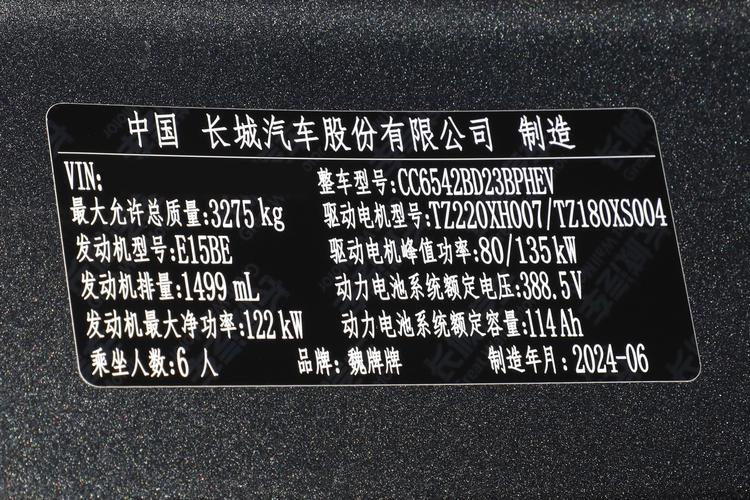 中国 长城汽车股份有限公司 制造
VIN: 整车型号:CC6542BD23BPHEV
最大允许总质量:3275 kg 驱动电机型号:TZ220XH007/TZ180XS004
发动机型号:E15BE 驱动电机峰值功率:80/135 kW
发动机排量:1499 mL 动力电池系统额定电压:388.5V
发动机最大净功率:122 kW 动力电池系统额定容量:114 Ah
乘坐人数:6 人 品牌:魏牌牌 制造年月:2024-06